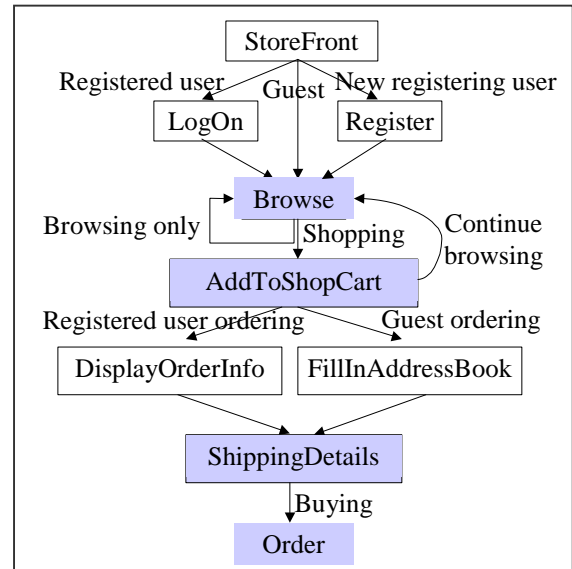 StoreFront
Registered user
Guest
New registering user
LogOn
Register
Browse
Browsing only
Shopping
Continue
browsing
AddToShopCart
Registered user ordering
Guest ordering
DisplayOrderInfo
FillInAddressBook
ShippingDetails
Buying
Order